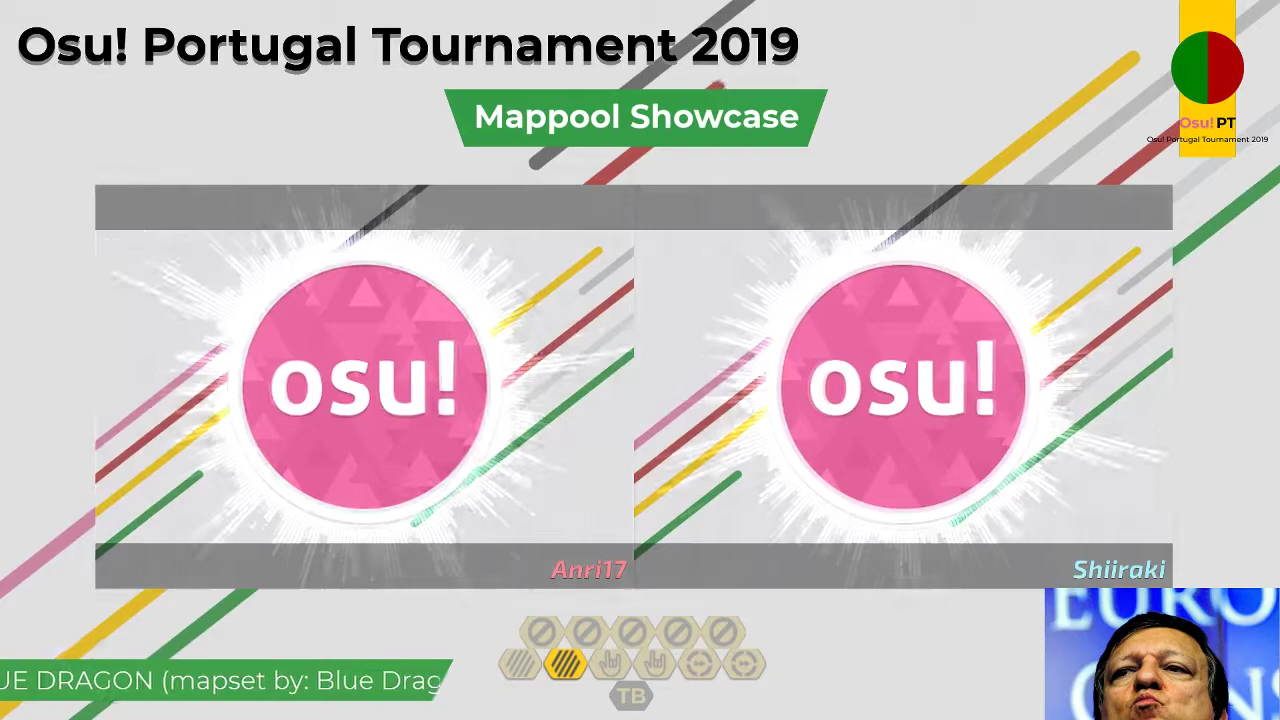 Osu! Portugal Tournament 2019
Mappool Showcase
Osu! PT
Osu! Portugal Tournament 2019
osu!
osu!
Anri17
Shiiraki
TB
UE DRAGON (mapset by: Blue Drag
EURO